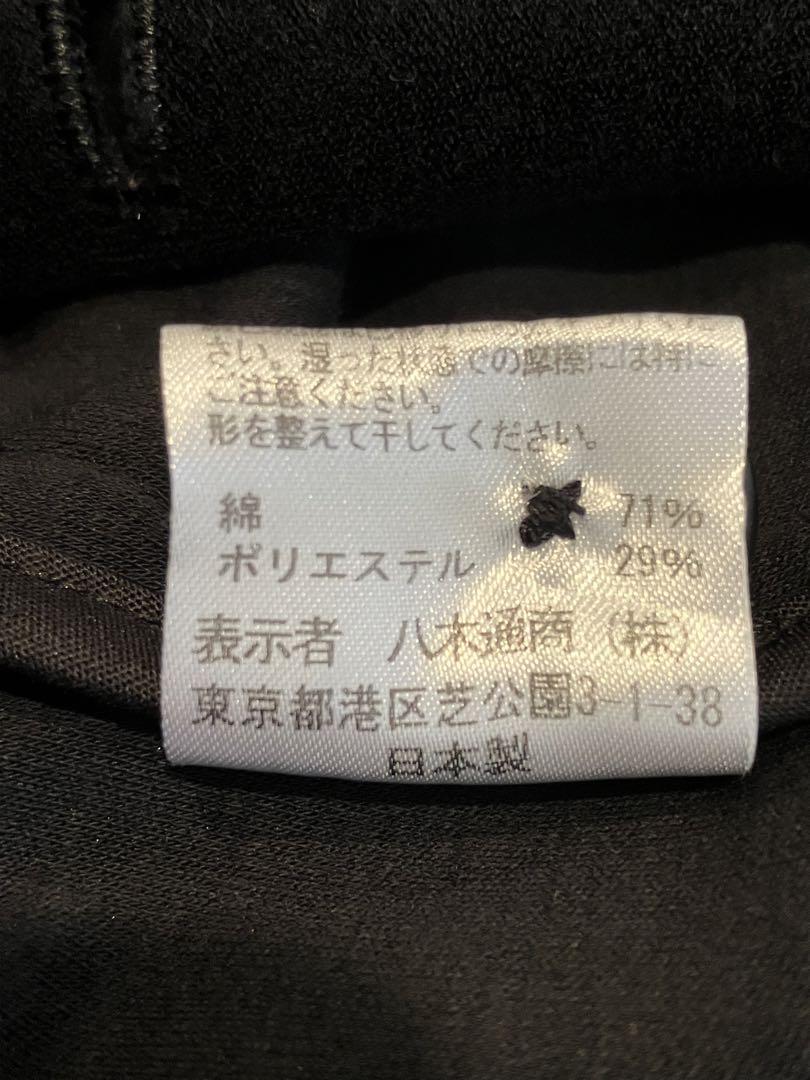 さい。湿った状態での摩擦には特に
ご注意ください。
形を整えて干してください。
綿 71%
ポリエステル 29%
表示者 八木通商(株)
東京都港区芝公園3-1-38
日本製